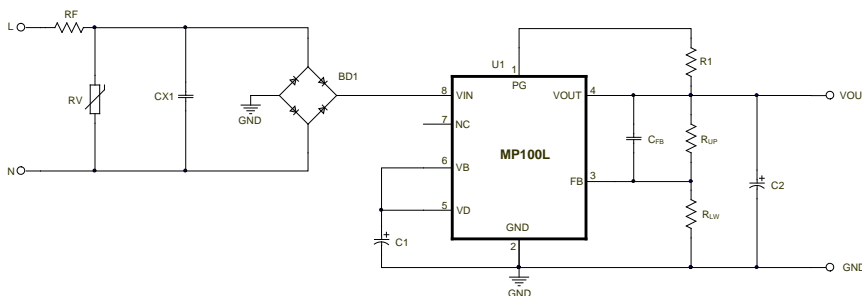 L
RF
RV
CX1
BD1
GND
N
U1
1
PG
R1
8
VIN
VOUT
4
VOU
7
NC
CFB
RUP
MP100L
6
VB
FB
3
C2
5
VD
RLW
C1
GND
2
GND
GND